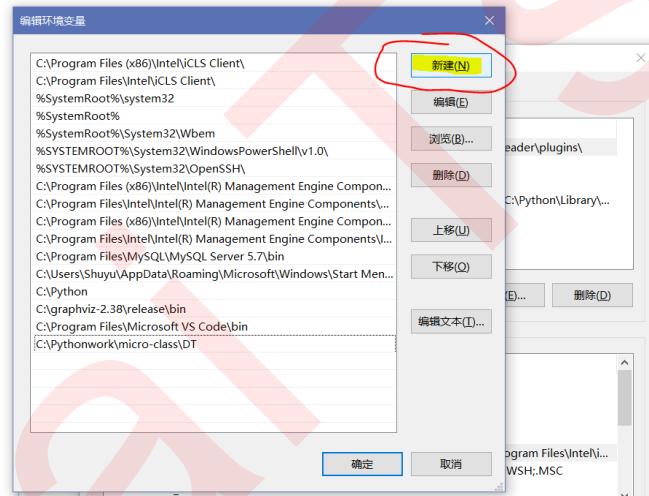 编辑环境变量
C:\Program Files (x86)\Intel\iCLS Client\
C:\Program Files\Intel\iCLS Client\
%SystemRoot%\system32
%SystemRoot%
%SystemRoot%\System32\Wbem
%SYSTEMROOT%\System32\WindowsPowerShell\v1.0\
%SYSTEMROOT%\System32\OpenSSH\
C:\Program Files (x86)\Intel\Intel(R) Management Engine Compon...
C:\Program Files\Intel\Intel(R) Management Engine Components\...
C:\Program Files (x86)\Intel\Intel(R) Management Engine Compon...
C:\Program Files\Intel\Intel(R) Management Engine Components\I...
C:\Program Files\MySQL\MySQL Server 5.7\bin
C:\Users\Shuyu\AppData\Roaming\Microsoft\Windows\Start Men...
C:\Python
C:\graphviz-2.38\release\bin
C:\Program Files\Microsoft VS Code\bin
C:\Pythonwork\micro-class\DT
新建(N)
编辑(E)
浏览(B)...
删除(D)
上移(U)
下移(O)
编辑文本(T)...
确定
取消
eader\plugins\
C:\Python\Library\...
(E)...
删除(D)
ogram Files\Intel\i...
WSH;.MSC